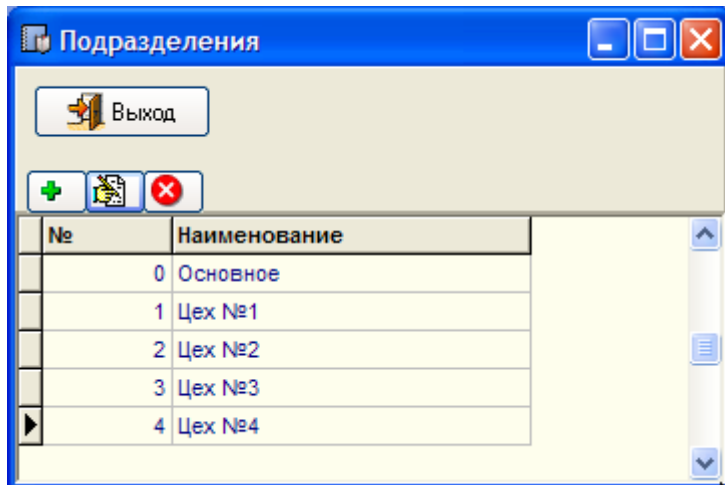 Подразделения
Выход
№ Наименование
0 Основное
1 Цех №1
2 Цех №2
3 Цех №3
4 Цех №4